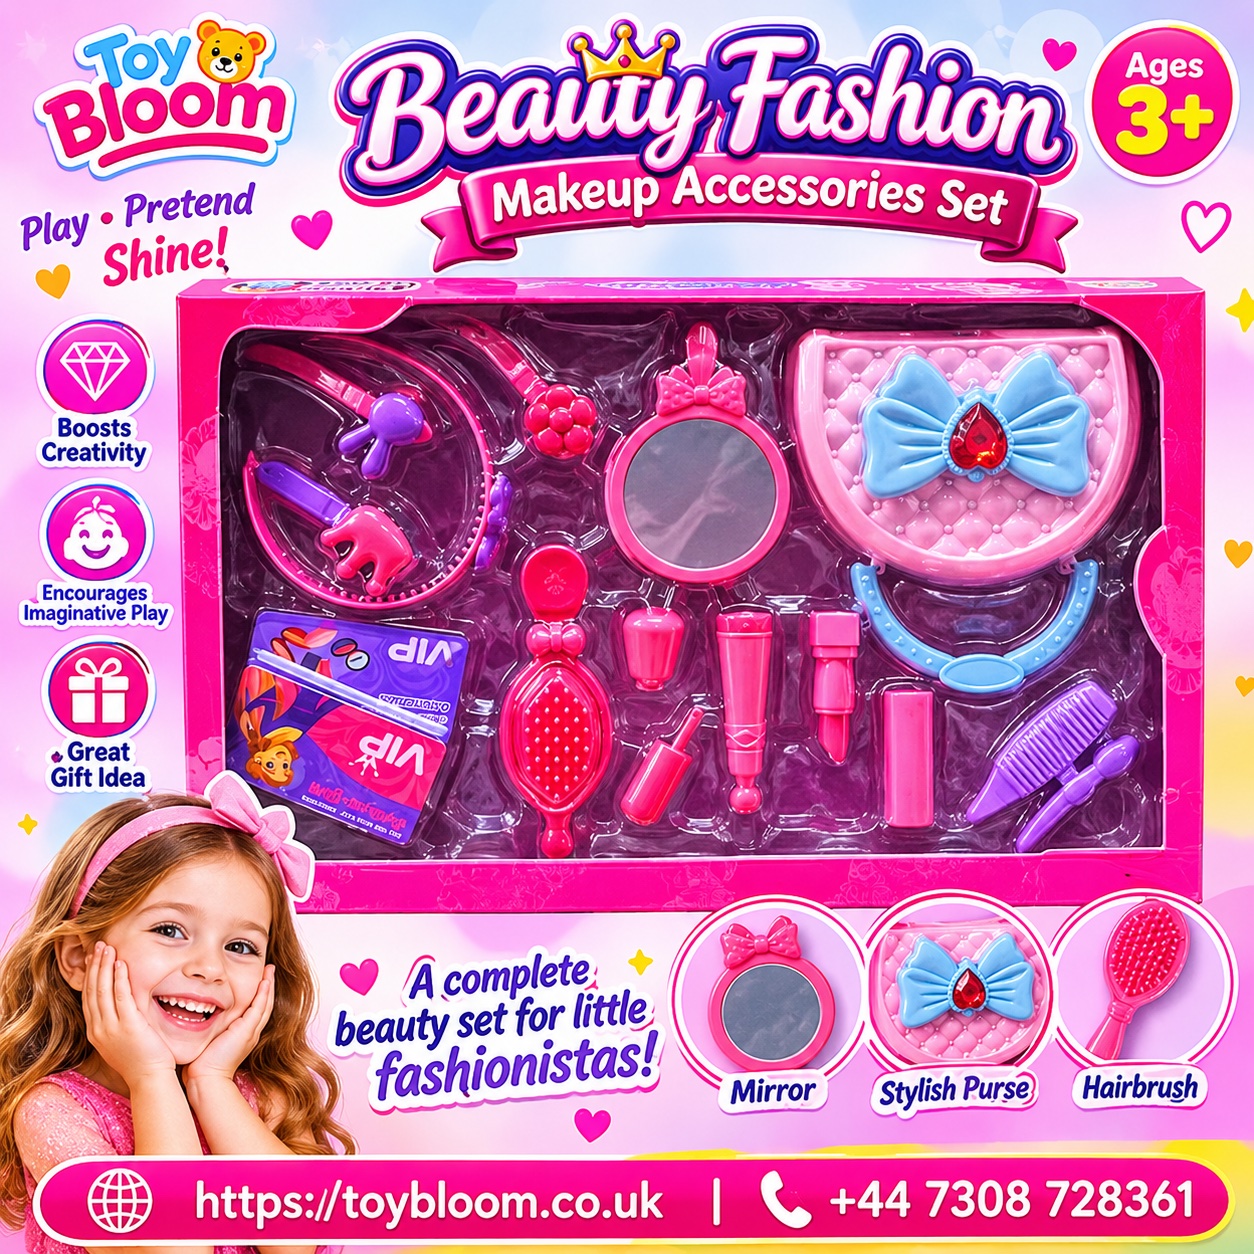 Toy
Bloom
Play • Pretend
Shine!
Beauty Fashion
Makeup Accessories Set
Ages
3+
Boosts
Creativity
Encourages
Imaginative Play
Great
Gift Idea
VIP
VIP
A complete
beauty set for little
fashionistas!
Mirror
Stylish Purse
Hairbrush
https://toybloom.co.uk | +44 7308 728361